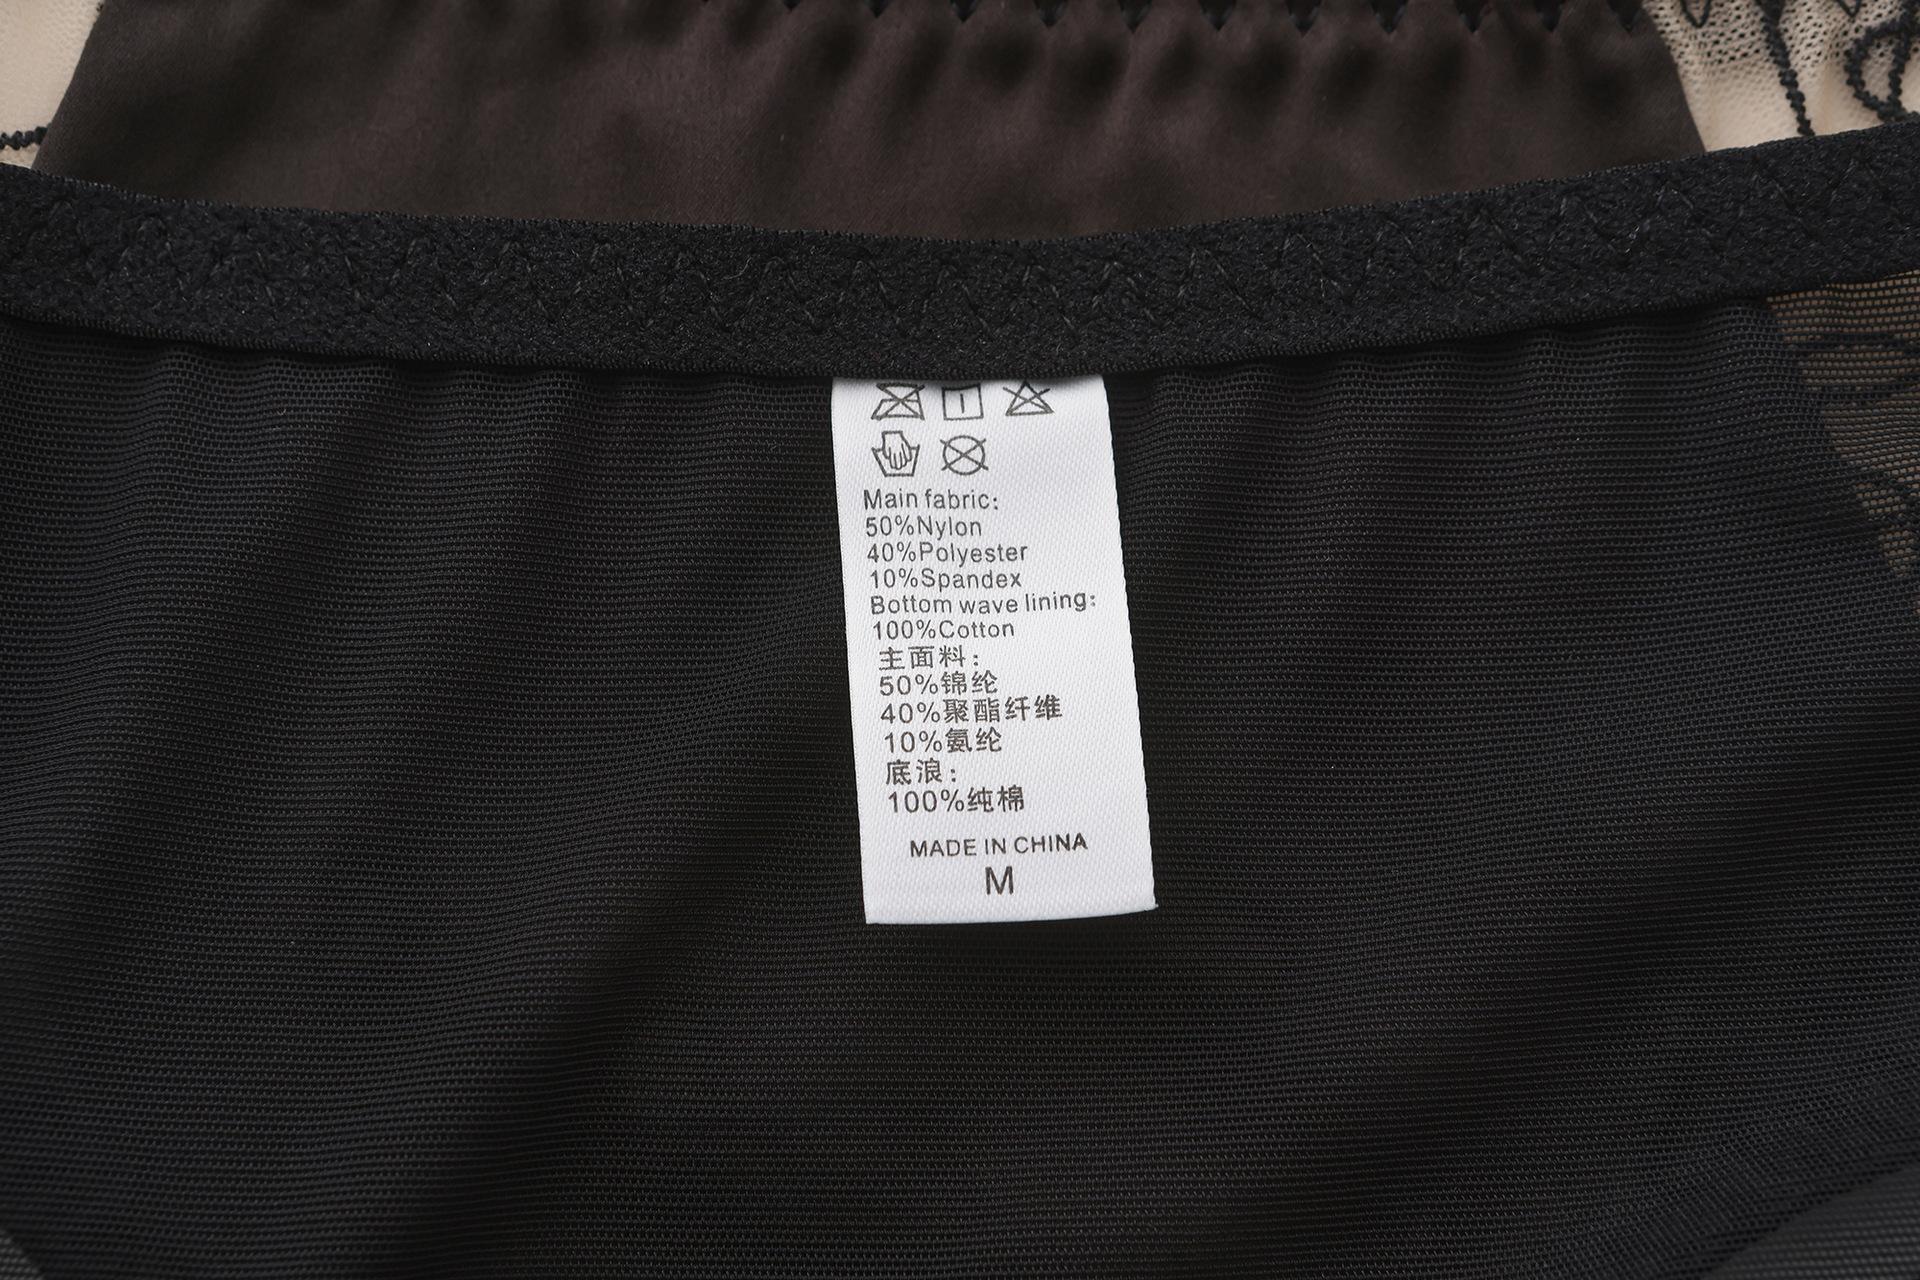 Main fabric:
50%Nylon
40%Polyester
10%Spandex
Bottom wave lining:
100%Cotton
主面料:
50%锦纶
40%聚酯纤维
10%氨纶
底浪:
100%纯棉
MADE IN CHINA
M